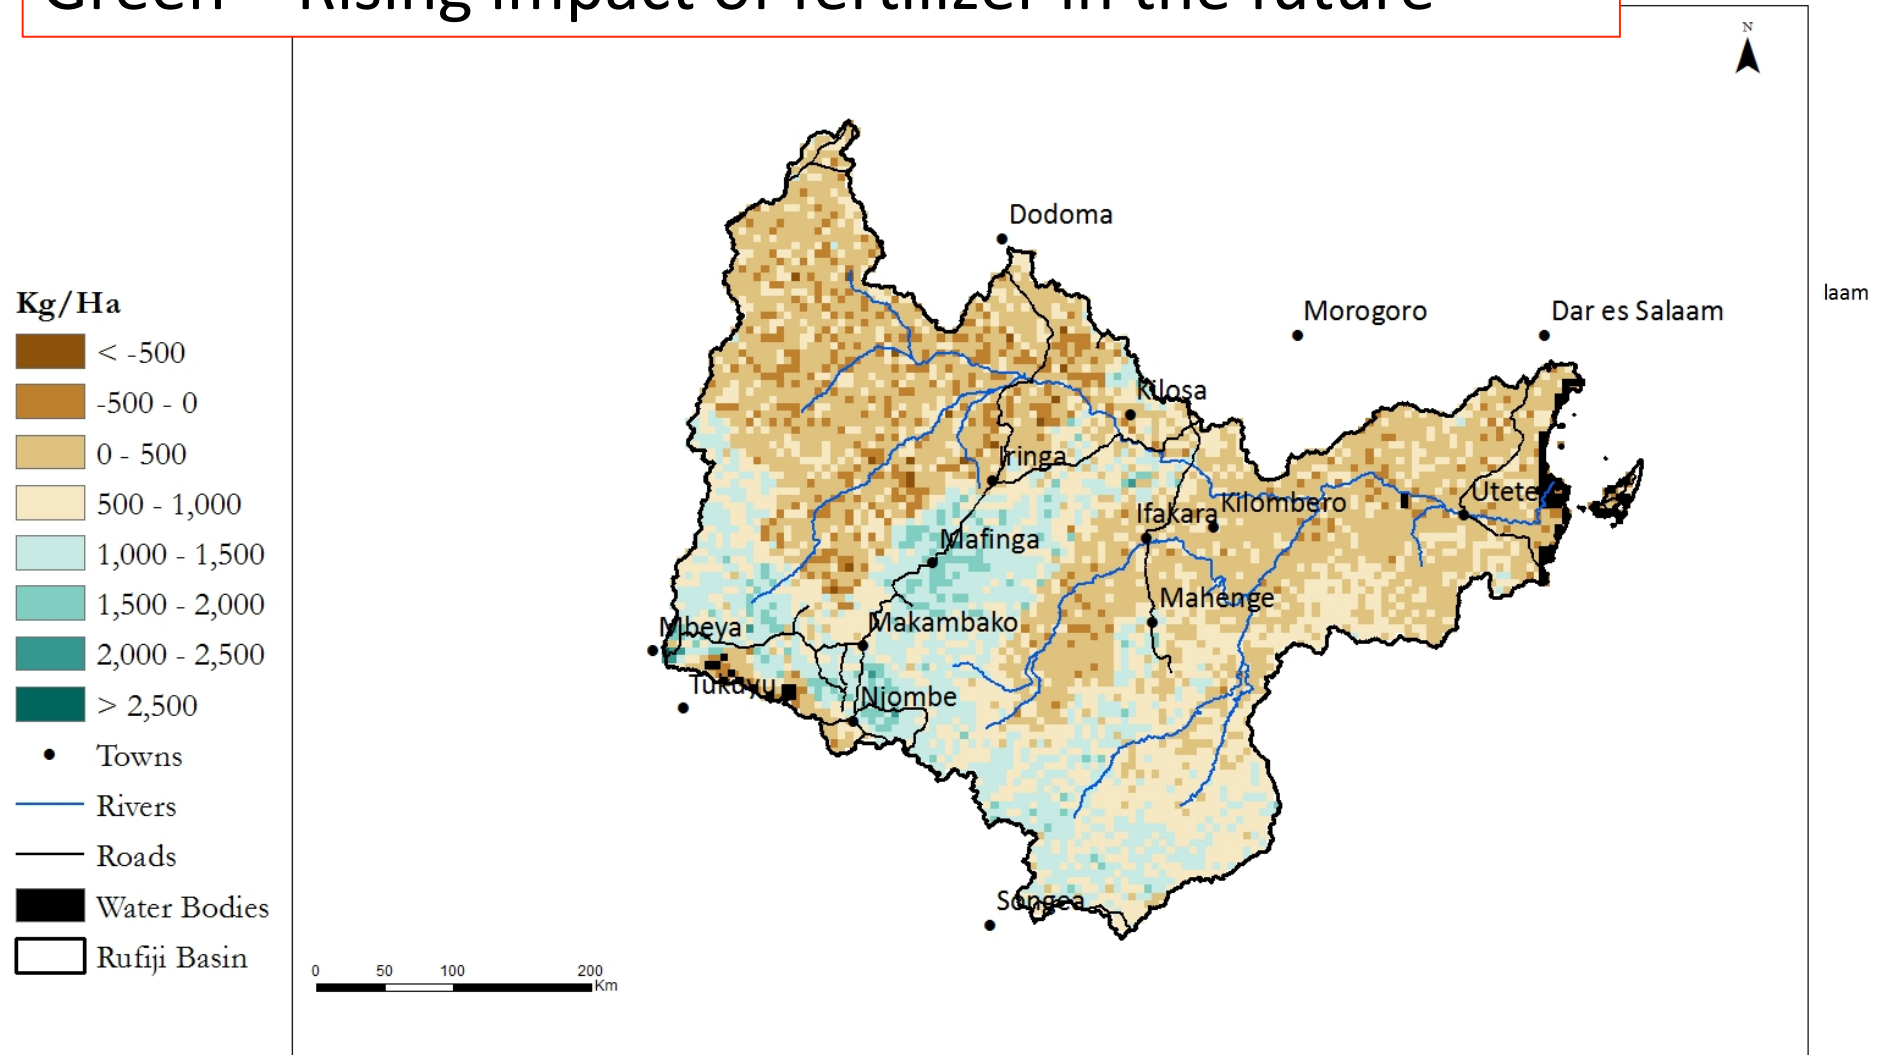 Green – Rising impact of fertilizer in the future
N
Dodoma
Morogoro
Dar es Salaam
laam
Kilosa
Iringa
Utete
Kilombero
Ifakara
Mafinga
Mahenge
Makambako
Mbeya
Tukuyu
Njombe
Songea
Kg/Ha
< -500
-500 - 0
0 - 500
500 - 1,000
1,000 - 1,500
1,500 - 2,000
2,000 - 2,500
> 2,500
Towns
Rivers
Roads
Water Bodies
Rufiji Basin
0 50 100 200
Km